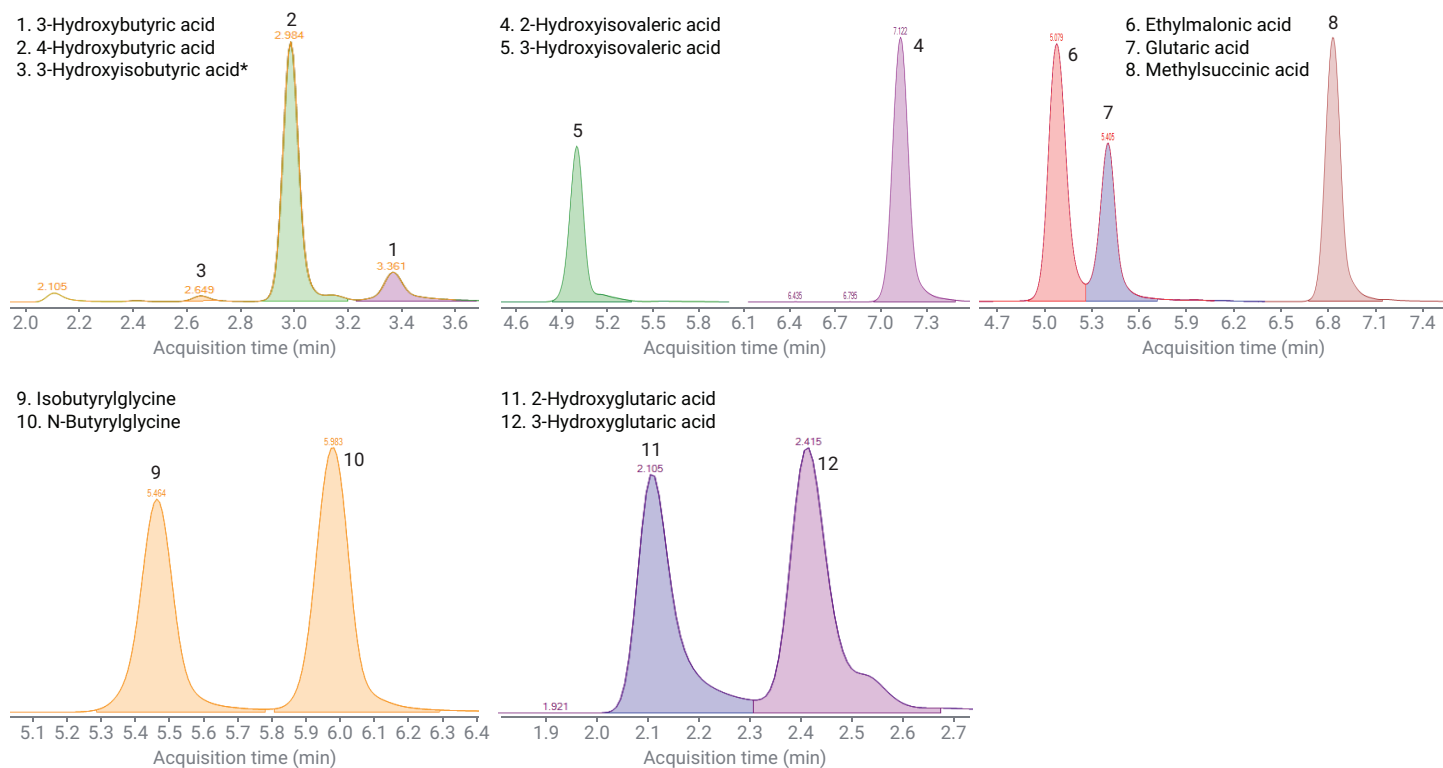 1. 3-Hydroxybutyric acid
2. 4-Hydroxybutyric acid
3. 3-Hydroxyisobutyric acid*
2
2.984
3
2.649
1
3.361
2.105
2.0 2.2 2.4 2.6 2.8 3.0 3.2 3.4 3.6
Acquisition time (min)
4. 2-Hydroxyisovaleric acid
5. 3-Hydroxyisovaleric acid
5
7.122
4
6.435
6.795
4.6 4.9 5.2 5.5 5.8 6.1 6.4 6.7 7.0 7.3
Acquisition time (min)
6. Ethylmalonic acid
7. Glutaric acid
8. Methylsuccinic acid
5.079
6
7
5.405
8
4.7 5.0 5.3 5.6 5.9 6.2 6.5 6.8 7.1 7.4
Acquisition time (min)
9. Isobutyrylglycine
10. N-Butyrylglycine
9
5.464
5.983
10
5.1 5.2 5.3 5.4 5.5 5.6 5.7 5.8 5.9 6.0 6.1 6.2 6.3 6.4
Acquisition time (min)
11. 2-Hydroxyglutaric acid
12. 3-Hydroxyglutaric acid
11
2.105
2.415
12
1.921
1.9 2.0 2.1 2.2 2.3 2.4 2.5 2.6 2.7
Acquisition time (min)